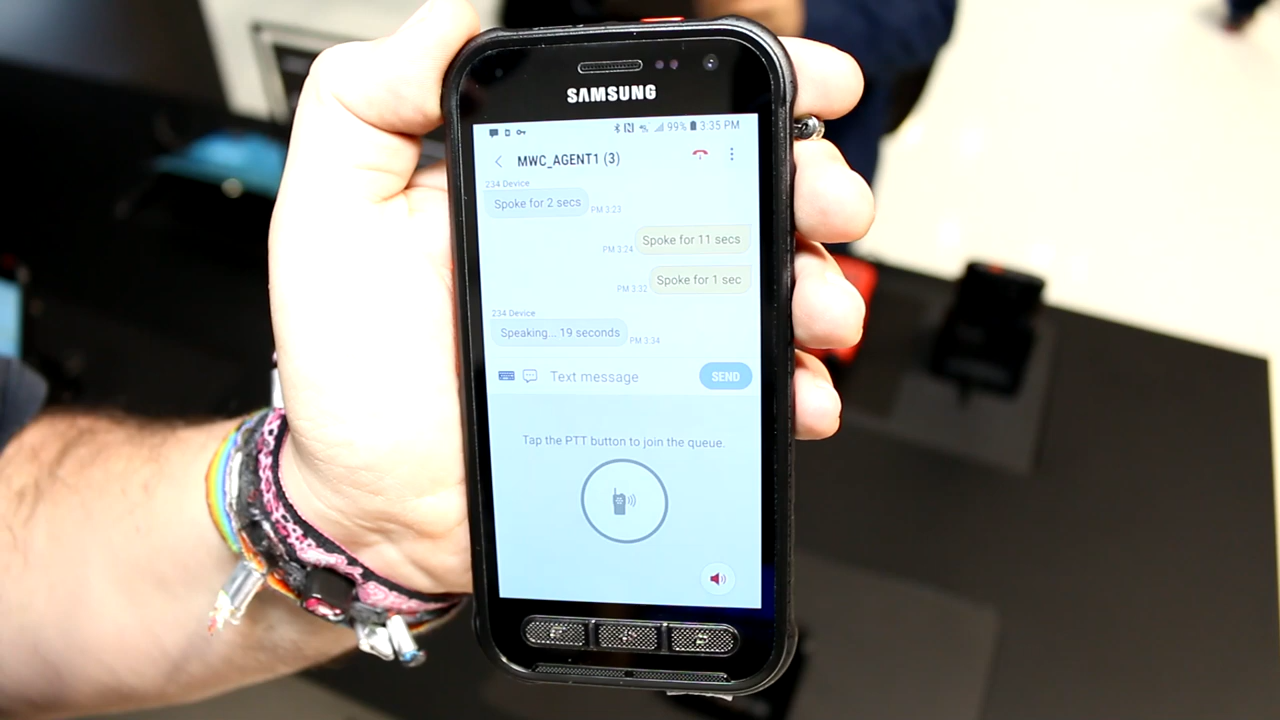 SAMSUNG
99% 3:35 PM
MWC_AGENT1 (3)
234 Device
Spoke for 2 secs PM 3:23
PM 3:24 Spoke for 11 secs
PM 3:32 Spoke for 1 sec
234 Device
Speaking... 19 seconds PM 3:34
Text message SEND
Tap the PTT button to join the queue.